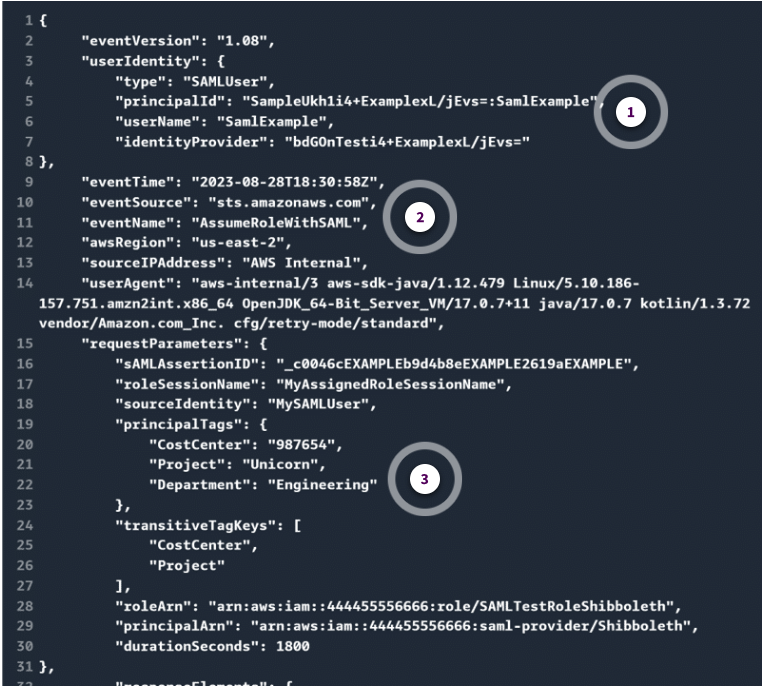 1 {
2 "eventVersion": "1.08",
3 "userIdentity": {
4 "type": "SAMLUser",
5 "principalId": "SampleUkh1i4+ExamplexL/jEvs=:SamlExample",
1
6 "userName": "SamlExample",
7 "identityProvider": "bdGOnTesti4+ExamplexL/jEvs="
8 },
9 "eventTime": "2023-08-28T18:30:58Z",
10 "eventSource": "sts.amazonaws.com",
2
11 "eventName": "AssumeRoleWithSAML",
12 "awsRegion": "us-east-2",
13 "sourceIPAddress": "AWS Internal",
14 "userAgent": "aws-internal/3 aws-sdk-java/1.12.479 Linux/5.10.186-
157.751.amzn2int.x86_64 OpenJDK_64-Bit_Server_VM/17.0.7+11 java/17.0.7 kotlin/1.3.72
vendor/Amazon.com_Inc. cfg/retry-mode/standard",
15 "requestParameters": {
16 "sAMLAssertionID": "_c0046cEXAMPLEb9d4b8eEXAMPLE2619aEXAMPLE",
17 "roleSessionName": "MyAssignedRoleSessionName",
18 "sourceIdentity": "MySAMLUser",
19 "principalTags": {
20 "CostCenter": "987654",
21 "Project": "Unicorn",
22 "Department": "Engineering"
3
23 },
24 "transitiveTagKeys": [
25 "CostCenter",
26 "Project"
27 ],
28 "roleArn": "arn:aws:iam::444455556666:role/SAMLTestRoleShibboleth",
29 "principalArn": "arn:aws:iam::444455556666:saml-provider/Shibboleth",
30 "durationSeconds": 1800
31 },
32 "responseElements": {